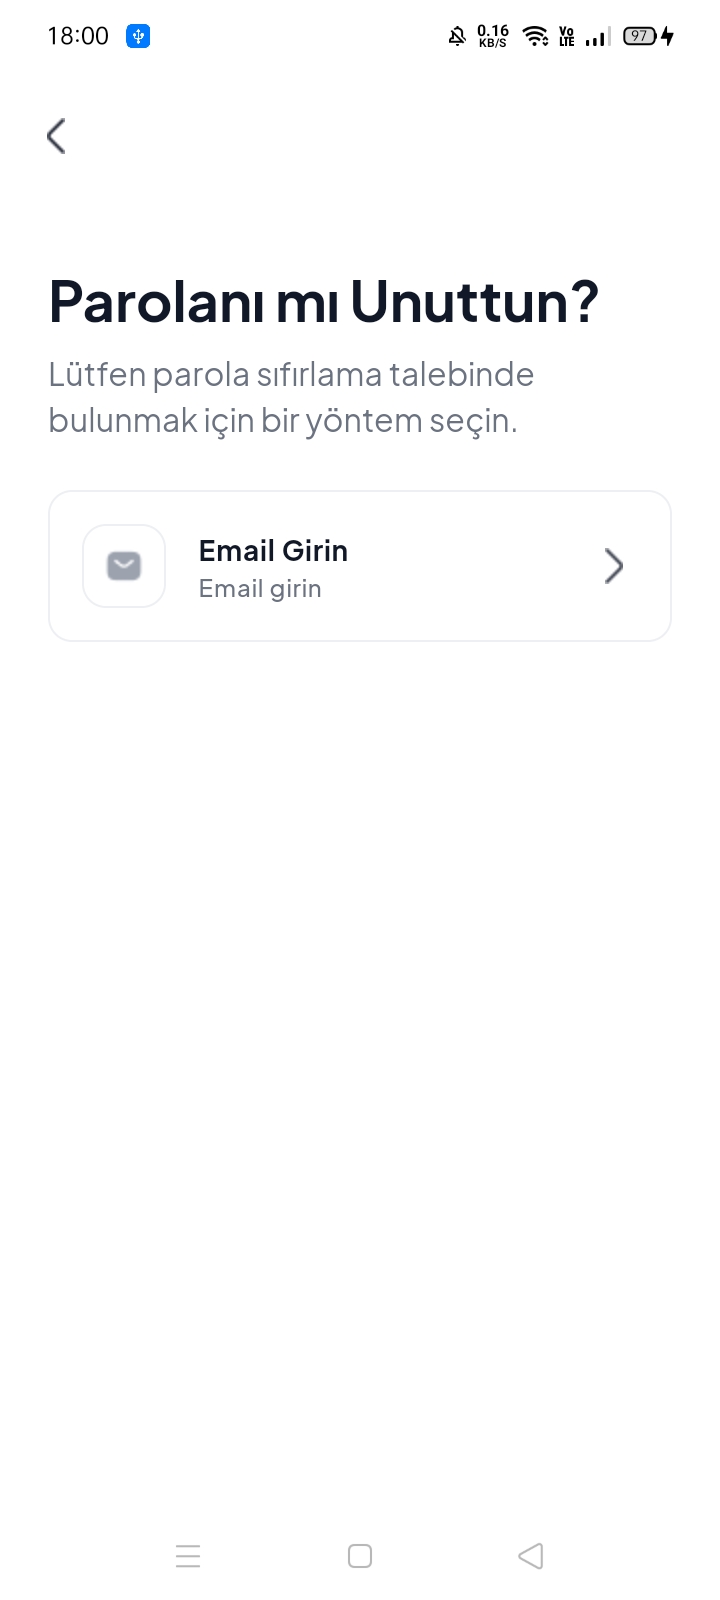 18:00
0.16
KB/S
Vo
LTE
97
Parolanı mı Unuttun?
Lütfen parola sıfırlama talebinde
bulunmak için bir yöntem seçin.
Email Girin
Email girin